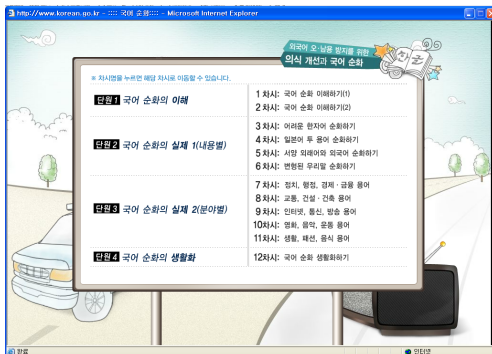 http://www.korean.go.kr - :::: 국어 순화:::: - Microsoft Internet Explorer
외국어 오·남용 방지를 위한
의식 개선과 국어 순화
※ 차시명을 누르면 해당 차시로 이동할 수 있습니다.
단원 1 국어 순화의 이해
1 차시: 국어 순화 이해하기(1)
2 차시: 국어 순화 이해하기(2)
단원 2 국어 순화의 실제 1(내용별)
3 차시: 어려운 한자어 순화하기
4 차시: 일본어 투 용어 순화하기
5 차시: 서양 외래어와 외국어 순화하기
6 차시: 변형된 우리말 순화하기
단원 3 국어 순화의 실제 2(분야별)
7 차시: 정치, 행정, 경제·금융 용어
8 차시: 교통, 건설·건축 용어
9 차시: 인터넷, 통신, 방송 용어
10차시: 영화, 음악, 운동 용어
11차시: 생활, 패션, 음식 용어
단원 4 국어 순화의 생활화
12차시: 국어 순화 생활화하기
완료
인터넷